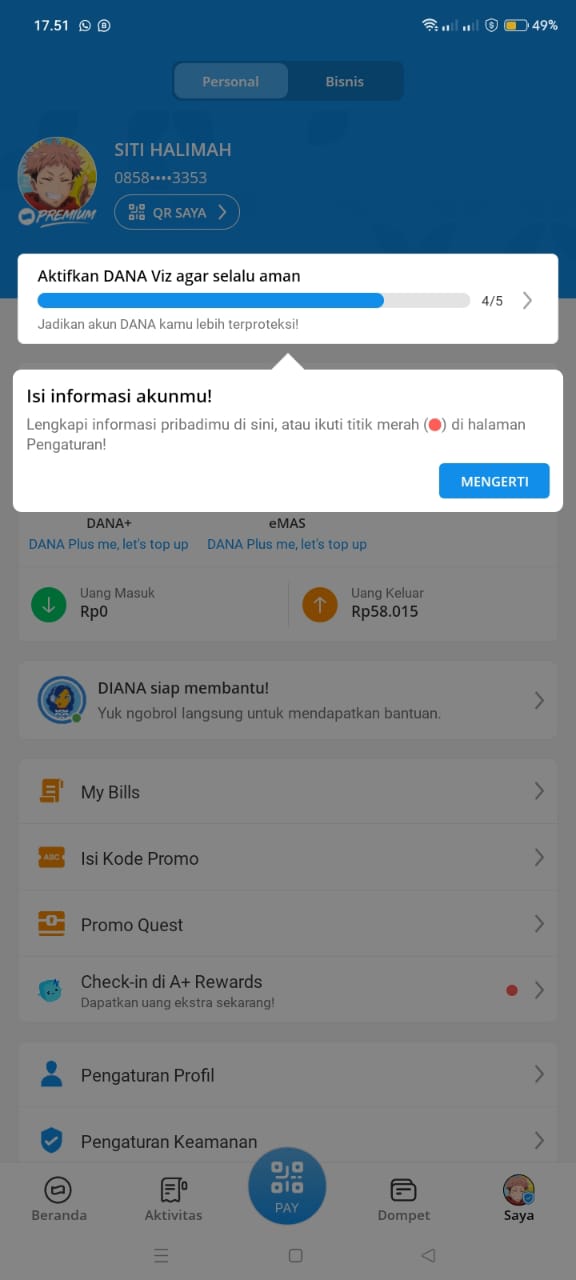 17.51
49%
Personal
Bisnis
SITI HALIMAH
0858••••3353
PREMIUM
QR SAYA
Aktifkan DANA Viz agar selalu aman
4/5
Jadikan akun DANA kamu lebih terproteksi!
Isi informasi akunmu!
Lengkapi informasi pribadimu di sini, atau ikuti titik merah (🔴) di halaman
Pengaturan!
MENGERTI
DANA+
eMAS
DANA Plus me, let's top up
DANA Plus me, let's top up
Uang Masuk
Rp0
Uang Keluar
Rp58.015
DIANA siap membantu!
Yuk ngobrol langsung untuk mendapatkan bantuan.
My Bills
ABC
Isi Kode Promo
Promo Quest
Check-in di A+ Rewards
Dapatkan uang ekstra sekarang!
Pengaturan Profil
Pengaturan Keamanan
Beranda
Aktivitas
PAY
Dompet
Saya